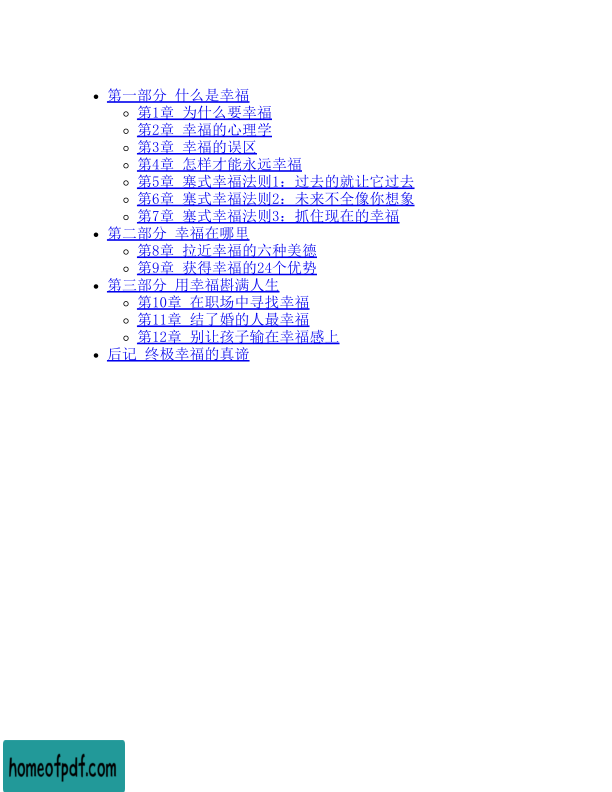 第一部分 什么是幸福
第1章 为什么要幸福
第2章 幸福的心理学
第3章 幸福的误区
第4章 怎样才能永远幸福
第5章 塞式幸福法则1：过去的就让它过去
第6章 塞式幸福法则2：未来不全像你想象
第7章 塞式幸福法则3：抓住现在的幸福
第二部分 幸福在哪里
第8章 拉近幸福的六种美德
第9章 获得幸福的24个优势
第三部分 用幸福斟满人生
第10章 在职场中寻找幸福
第11章 结了婚的人最幸福
第12章 别让孩子输在幸福感上
后记 终极幸福的真谛
homeofpdf.com